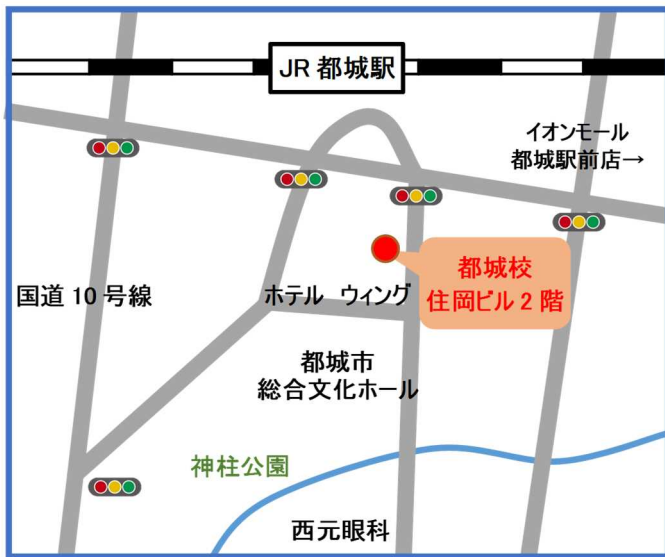 JR 都城駅
イオンモール
都城駅前店→
都城校
住岡ビル 2 階
国道 10 号線
ホテル ウィング
都城市
総合文化ホール
神柱公園
西元眼科